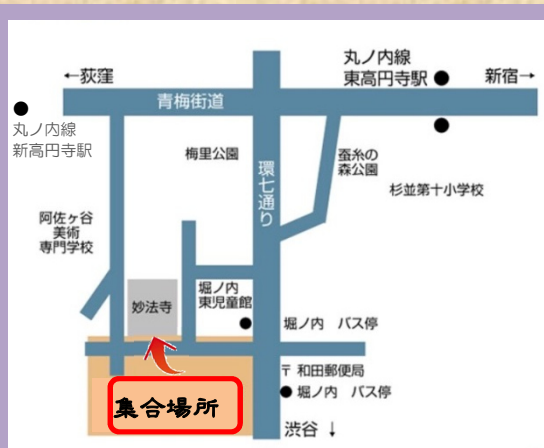 丸ノ内線
東高円寺駅
←荻窪
新宿→
青梅街道
丸ノ内線
新高円寺駅
梅里公園
環七通り
蚕糸の
森公園
杉並第十小学校
阿佐ヶ谷
美術
専門学校
妙法寺
堀ノ内
東児童館
堀ノ内 バス停
〒 和田郵便局
堀ノ内 バス停
集合場所
渋谷 ↓